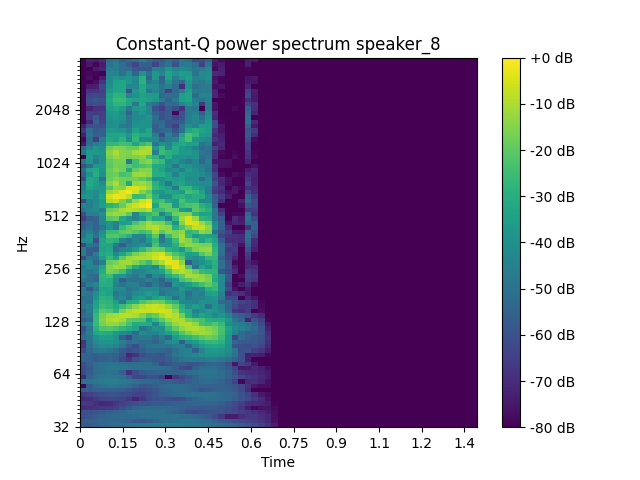 Constant-Q power spectrum speaker_8
Hz
2048
1024
512
256
128
64
32
0 0.15 0.3 0.45 0.6 0.75 0.9 1.1 1.2 1.4
Time
+0 dB
-10 dB
-20 dB
-30 dB
-40 dB
-50 dB
-60 dB
-70 dB
-80 dB